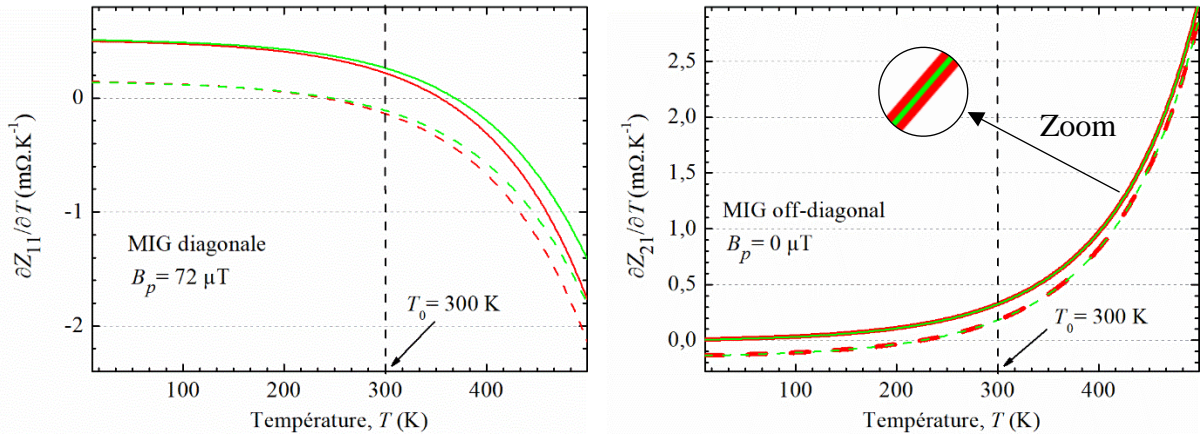 ∂Z₁₁/∂T (mΩ.K⁻¹)
0
-1
-2
MIG diagonale
Bₚ= 72 µT
T₀= 300 K
100 200 300 400
Température, T (K)
∂Z₂₁/∂T (mΩ.K⁻¹)
2,5
2,0
1,5
1,0
0,5
0,0
Zoom
MIG off-diagonal
Bₚ= 0 µT
T₀= 300 K
100 200 300 400
Température, T (K)